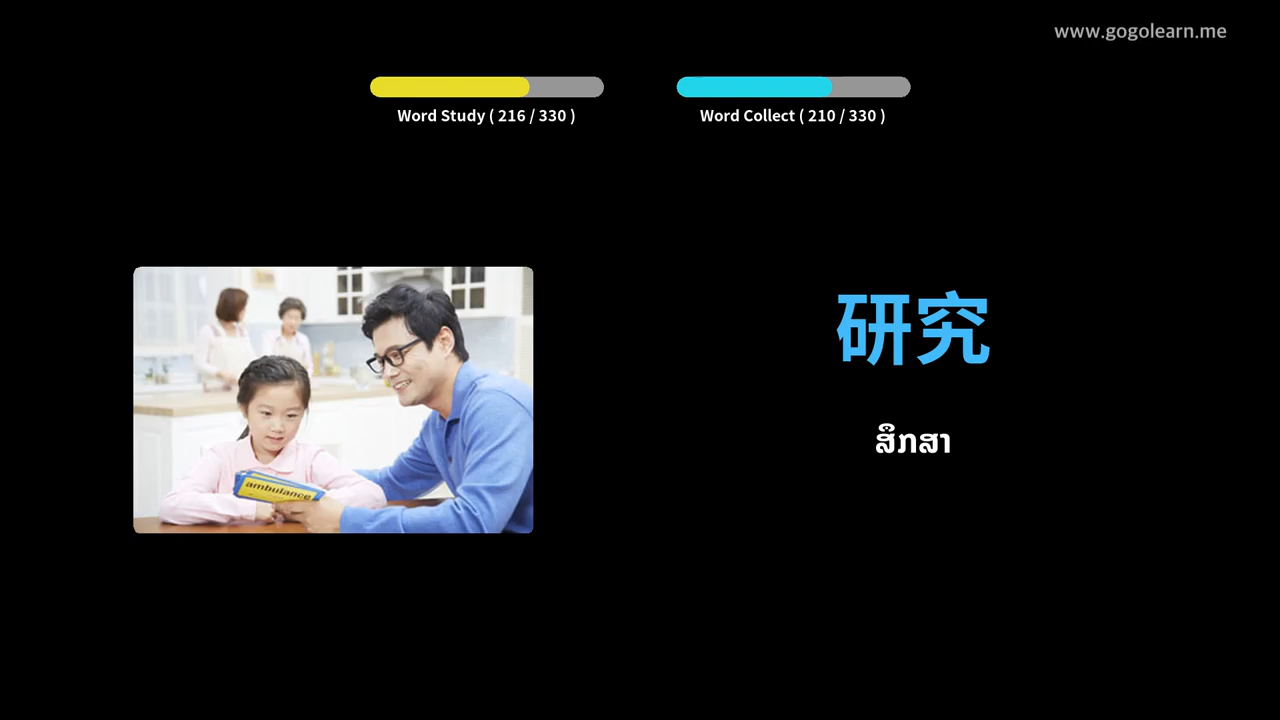 www.gogolearn.me
Word Study ( 216 / 330 )
Word Collect ( 210 / 330 )
研究
ສຶກສາ
ambulance